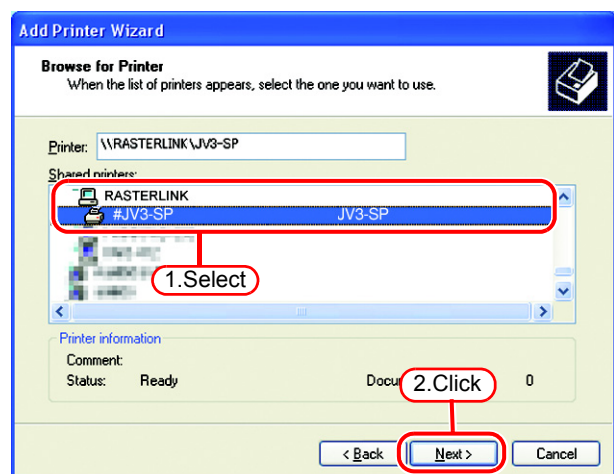 Add Printer Wizard
Browse for Printer
When the list of printers appears, select the one you want to use.
Printer: \\RASTERLINK\JV3-SP
Shared printers:
RASTERLINK
#JV3-SP JV3-SP
1.Select
Printer information
Comment:
Status: Ready 0
2.Click
< Back Next > Cancel